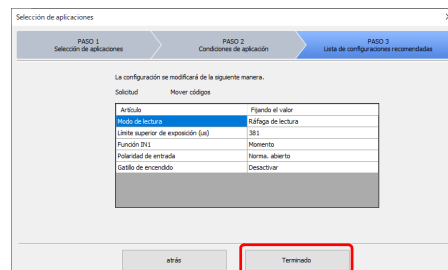 Selección de aplicaciones
PASO 1
Selección de aplicaciones
PASO 2
Condiciones de aplicación
PASO 3
Lista de configuraciones recomendadas
La configuración se modificará de la siguiente manera.
Solicitud Mover códigos
Artículo Fijando el valor
Modo de lectura Ráfaga de lectura
Límite superior de exposición (us) 381
Función IN1 Momento
Polaridad de entrada Norma. abierto
Gatillo de encendido Desactivar
atrás Terminado